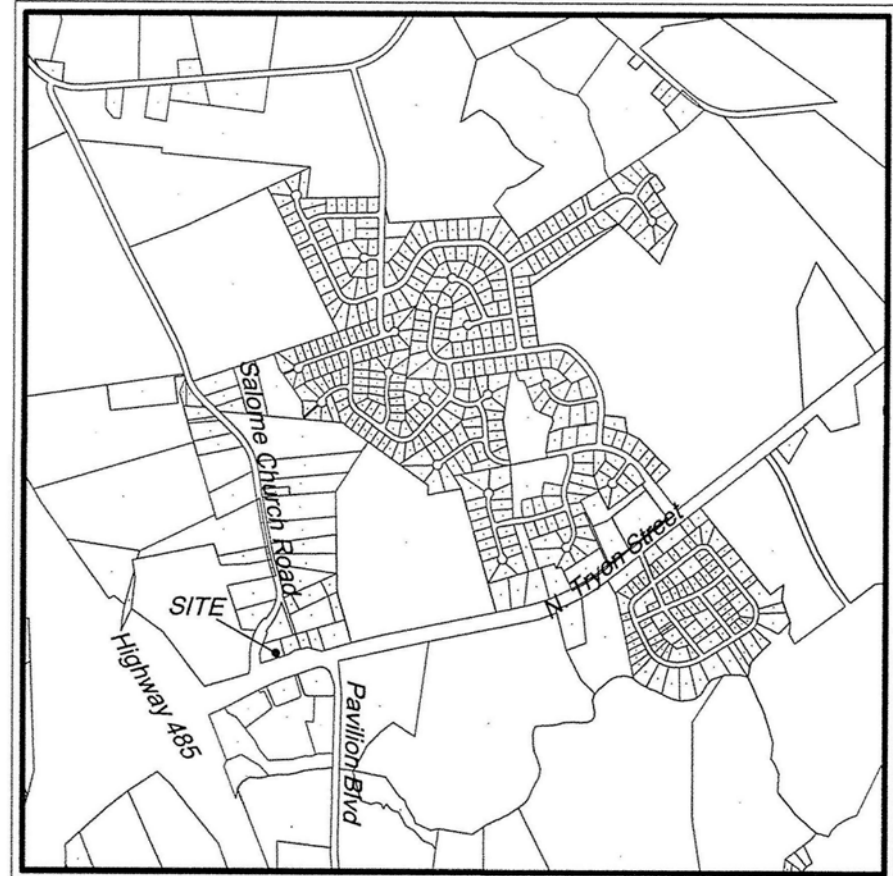 Salome Church Road
N. Tryon Street
SITE
Highway 485
Pavilion Blvd